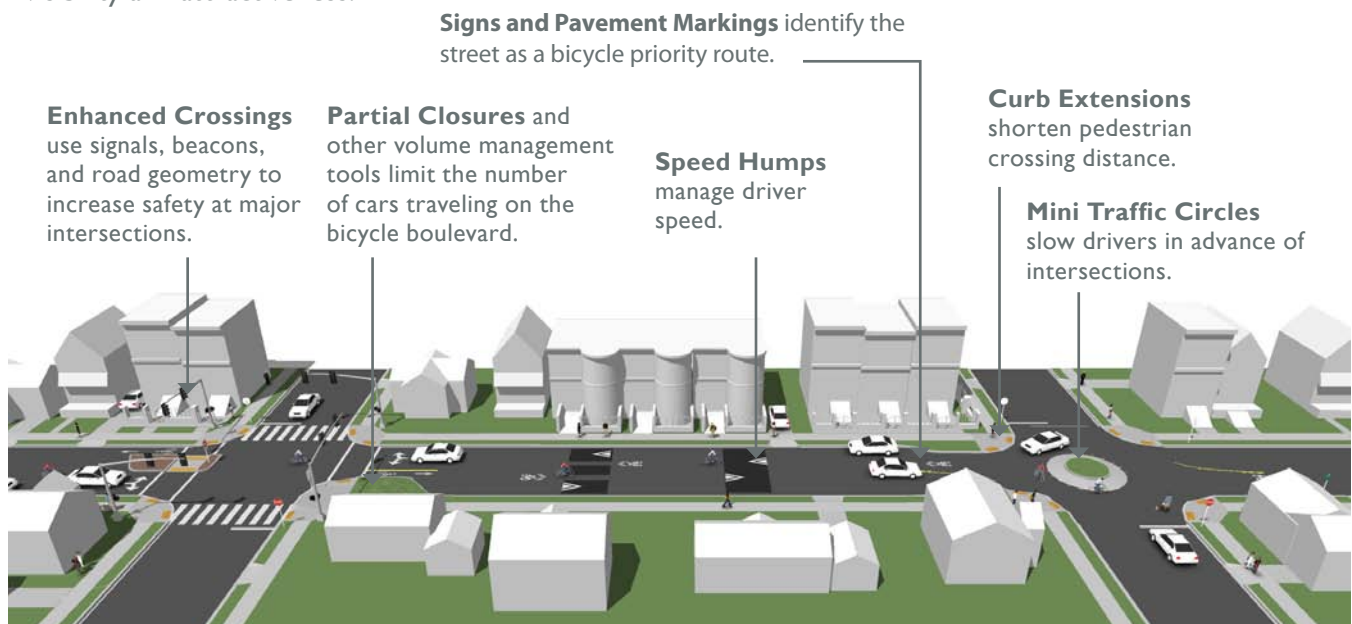 Signs and Pavement Markings identify the
street as a bicycle priority route.
Enhanced Crossings
use signals, beacons,
and road geometry to
increase safety at major
intersections.
Partial Closures and
other volume management
tools limit the number
of cars traveling on the
bicycle boulevard.
Speed Humps
manage driver
speed.
Curb Extensions
shorten pedestrian
crossing distance.
Mini Traffic Circles
slow drivers in advance of
intersections.